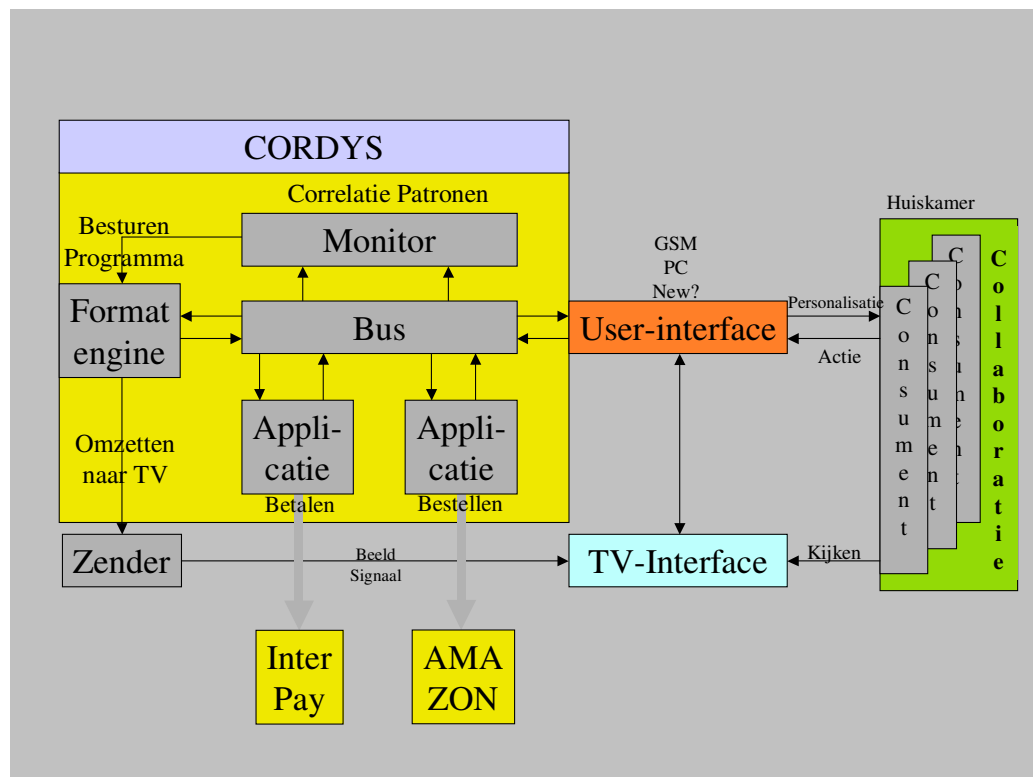 CORDYS
Correlatie Patronen
Besturen
Programma
Monitor
Format
engine
Bus
Appli-
catie
Betalen
Appli-
catie
Bestellen
Omzetten
naar TV
Zender
Beeld
Signaal
Inter
Pay
AMA
ZON
GSM
PC
New?
User-interface
Personalisatie
Actie
TV-Interface
Kijken
Huiskamer
Consument
Consument
Consument
Collaboratie